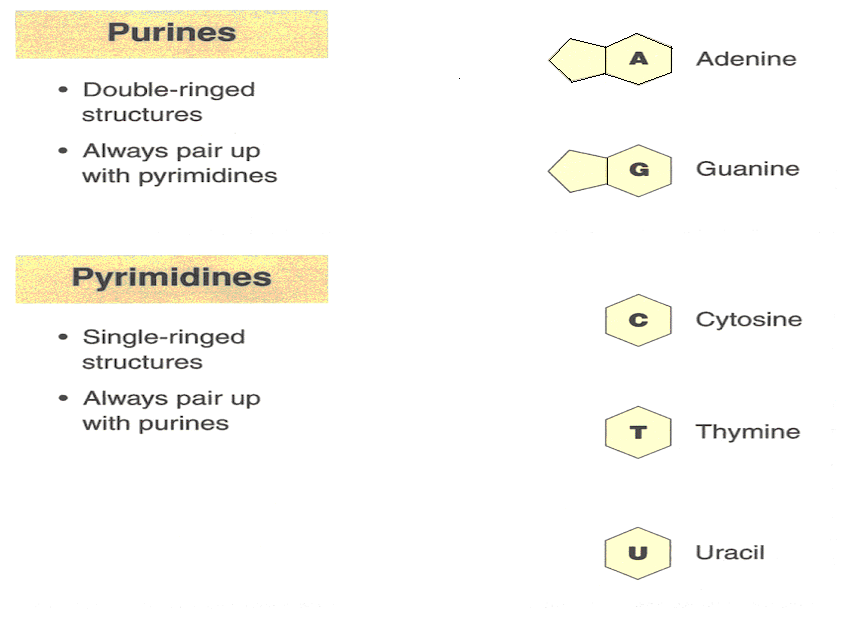 Purines
• Double-ringed
structures
• Always pair up
with pyrimidines
A Adenine
G Guanine
Pyrimidines
• Single-ringed
structures
• Always pair up
with purines
C Cytosine
T Thymine
U Uracil